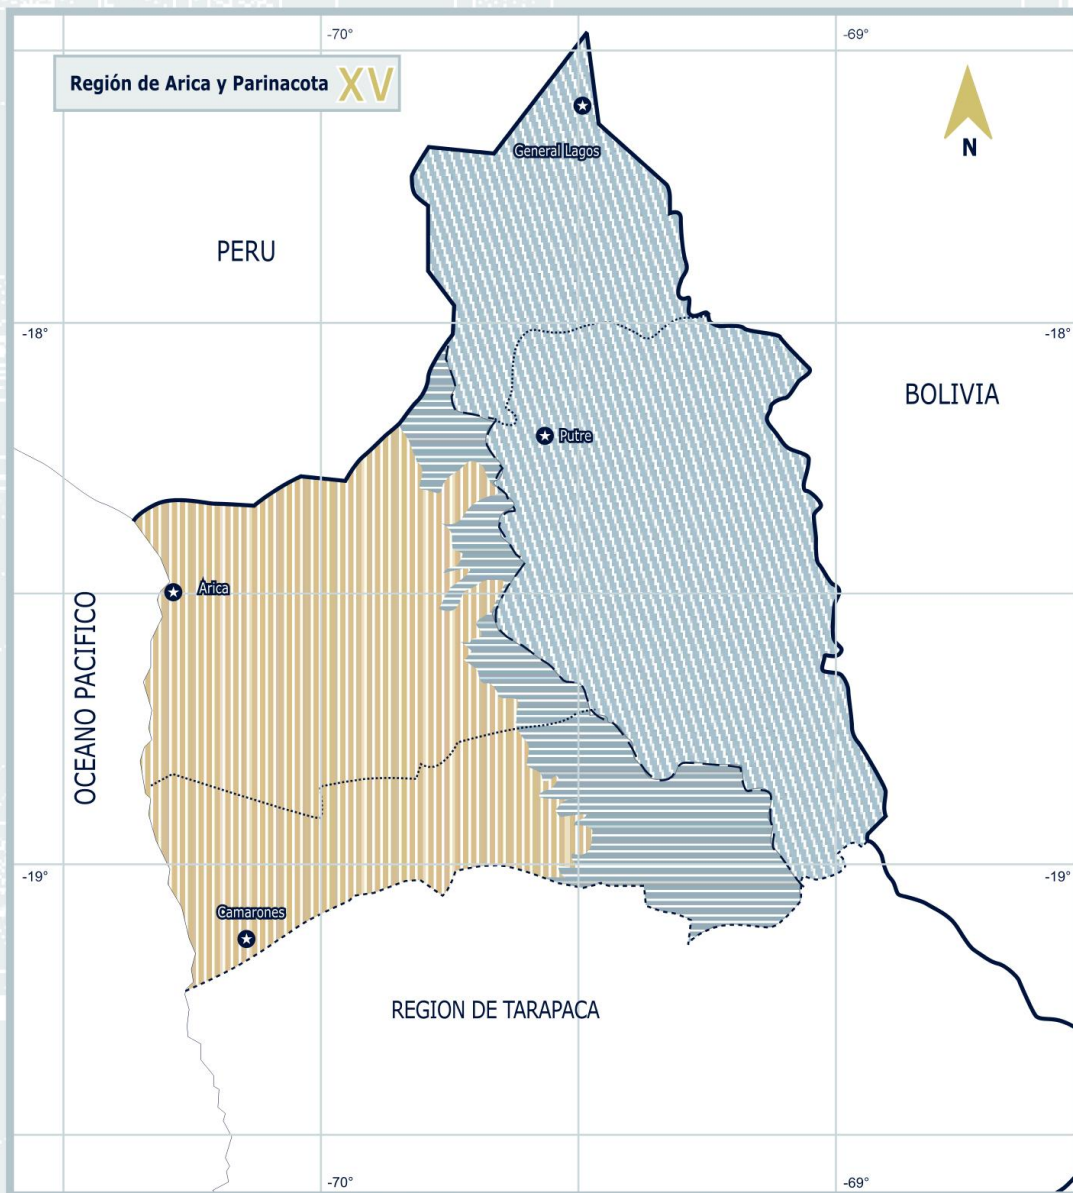 -70°
-69°
Región de Arica y Parinacota XV
N
General Lagos
PERU
-18°
-18°
BOLIVIA
Putre
Arica
OCEANO PACIFICO
-19°
-19°
Camarones
REGION DE TARAPACA
-70°
-69°